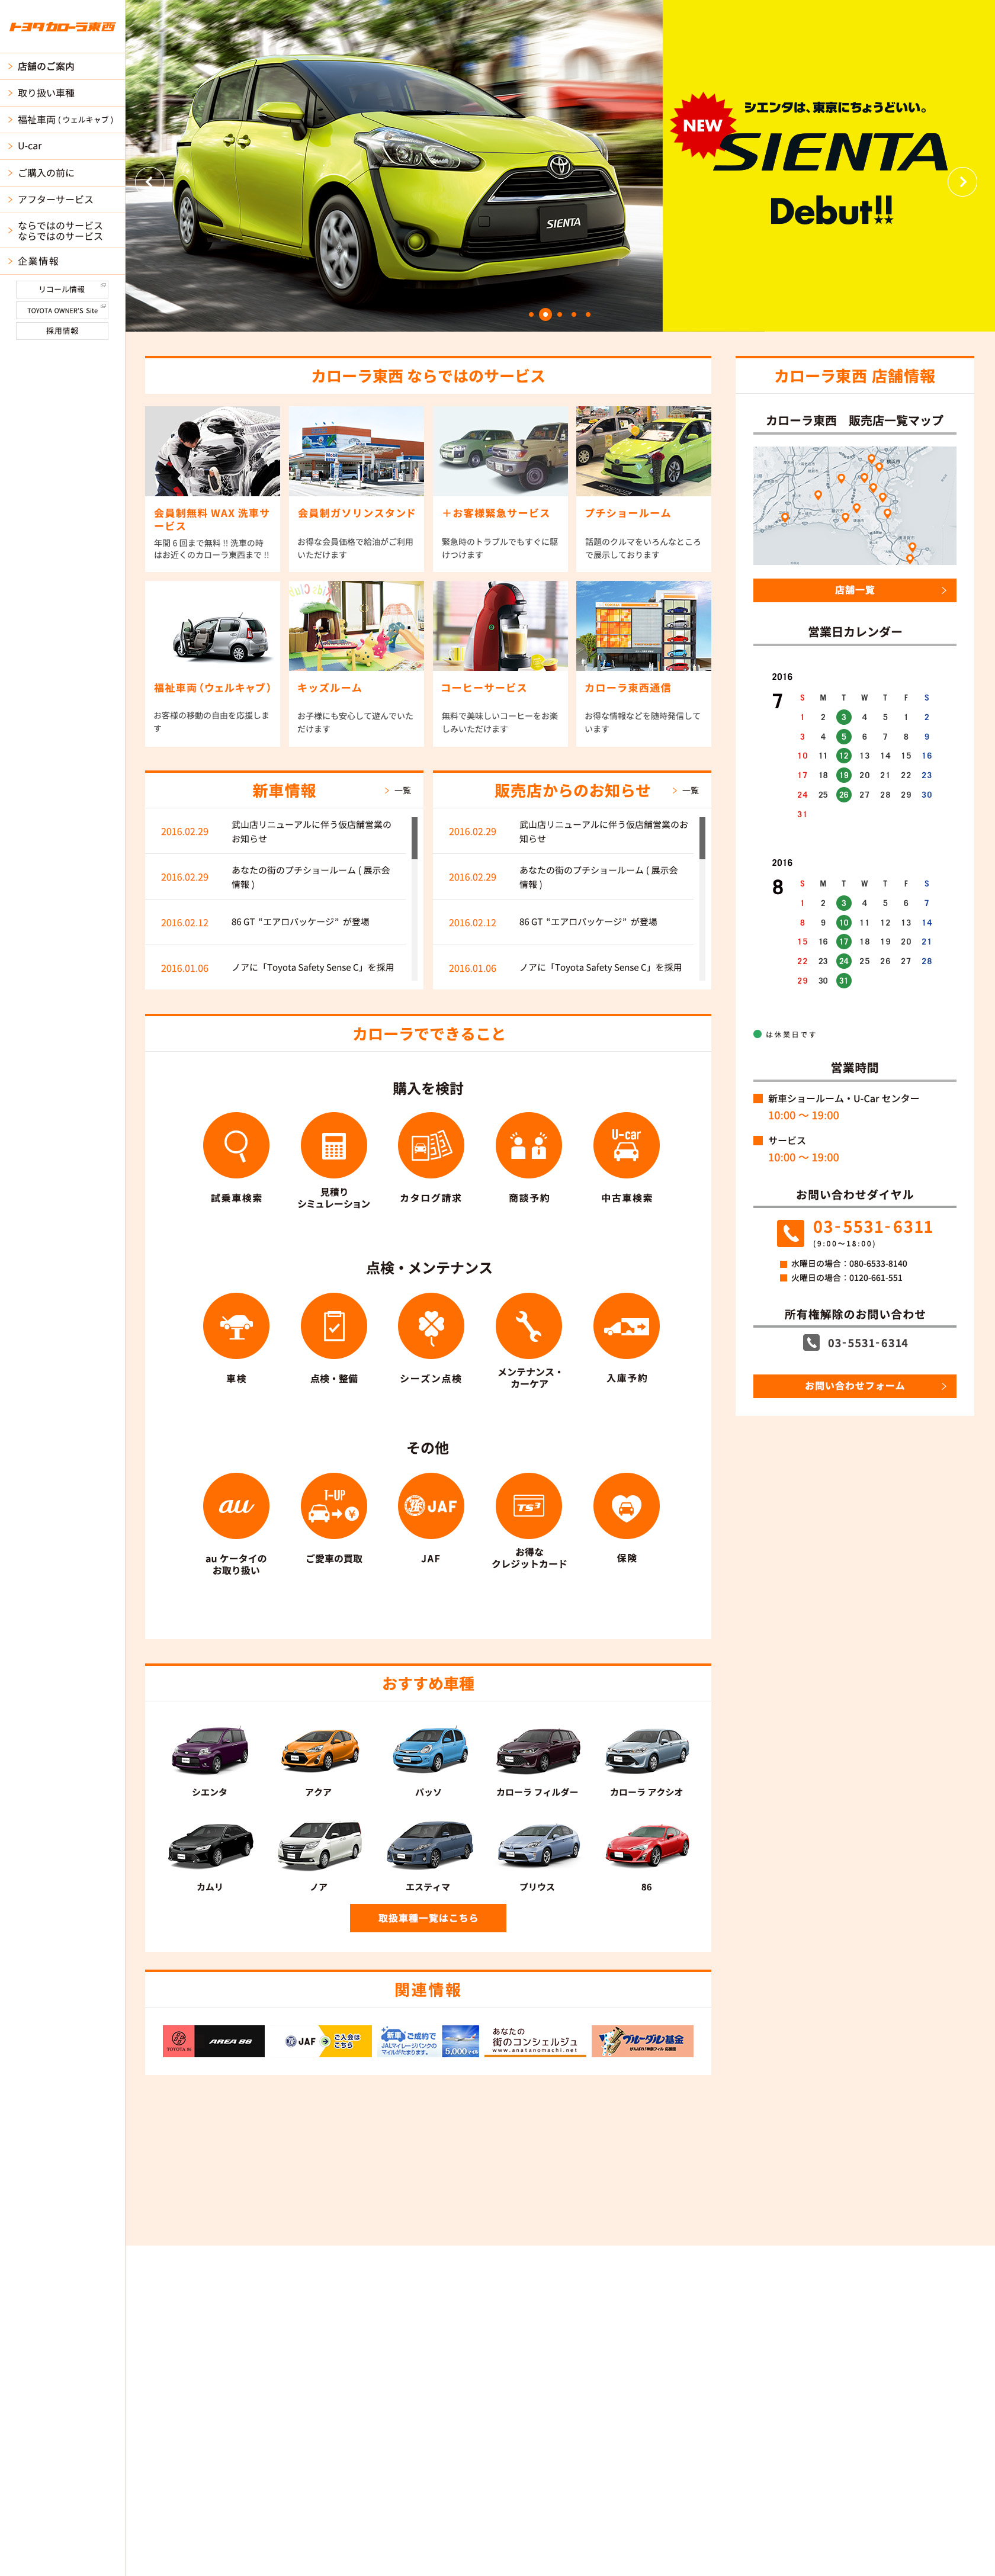 トヨタカローラ東西
店舗のご案内
取り扱い車種
福祉車両 ( ウェルキャブ )
U-car
ご購入の前に
アフターサービス
ならではのサービス
ならではのサービス
企業情報
リコール情報
TOYOTA OWNER'S Site
採用情報
SIENTA
NEW
シエンタは、東京にちょうどいい。
SIENTA
Debut!!
カローラ東西 ならではのサービス
会員制無料 WAX 洗車サ
ービス
年間 6 回まで無料 !! 洗車の時
はお近くのカローラ東西まで !!
会員制ガソリンスタンド
お得な会員価格で給油がご利用
いただけます
＋お客様緊急サービス
緊急時のトラブルでもすぐに駆
けつけます
プチショールーム
話題のクルマをいろんなところ
で展示しております
福祉車両（ウェルキャブ）
お客様の移動の自由を応援しま
す
キッズルーム
お子様にも安心して遊んでいた
だけます
コーヒーサービス
無料で美味しいコーヒーをお楽
しみいただけます
カローラ東西通信
お得な情報などを随時発信して
います
新車情報
一覧
2016.02.29
武山店リニューアルに伴う仮店舗営業の
お知らせ
2016.02.29
あなたの街のプチショールーム ( 展示会
情報 )
2016.02.12
86 GT "エアロパッケージ" が登場
2016.01.06
ノアに「Toyota Safety Sense C」を採用
販売店からのお知らせ
一覧
2016.02.29
武山店リニューアルに伴う仮店舗営業のお
知らせ
2016.02.29
あなたの街のプチショールーム ( 展示会
情報 )
2016.02.12
86 GT "エアロパッケージ" が登場
2016.01.06
ノアに「Toyota Safety Sense C」を採用
カローラでできること
購入を検討
U-car
試乗車検索
見積り
シミュレーション
カタログ請求
商談予約
中古車検索
点検・メンテナンス
車検
点検・整備
シーズン点検
メンテナンス・
カーケア
入庫予約
その他
au
T-UP
¥
JAF
TS3
au ケータイの
お取り扱い
ご愛車の買取
JAF
お得な
クレジットカード
保険
おすすめ車種
シエンタ
アクア
パッソ
カローラ フィルダー
カローラ アクシオ
カムリ
ノア
エスティマ
プリウス
86
取扱車種一覧はこちら
関連情報
TOYOTA 86
AREA 86
JAF
ご入会は
こちら
新車ご成約で
JALマイレージバンクの
マイルがたまります。
5,000マイル
あなたの
街のコンシェルジュ
www.anatanomachi.net
ブルーダル基金
がんばれ!神奈フィル 応援団
カローラ東西 店舗情報
カローラ東西　販売店一覧マップ
店舗一覧
営業日カレンダー
2016
7
S M T W T F S
1 2 3 4 5 1 2
3 4 5 6 7 8 9
10 11 12 13 14 15 16
17 18 19 20 21 22 23
24 25 26 27 28 29 30
31
2016
8
S M T W T F S
1 2 3 4 5 6 7
8 9 10 11 12 13 14
15 16 17 18 19 20 21
22 23 24 25 26 27 28
29 30 31
は休業日です
営業時間
新車ショールーム・U-Car センター
10:00 〜 19:00
サービス
10:00 〜 19:00
お問い合わせダイヤル
03-5531-6311
(9:00〜18:00)
水曜日の場合：080-6533-8140
火曜日の場合：0120-661-551
所有権解除のお問い合わせ
03-5531-6314
お問い合わせフォーム